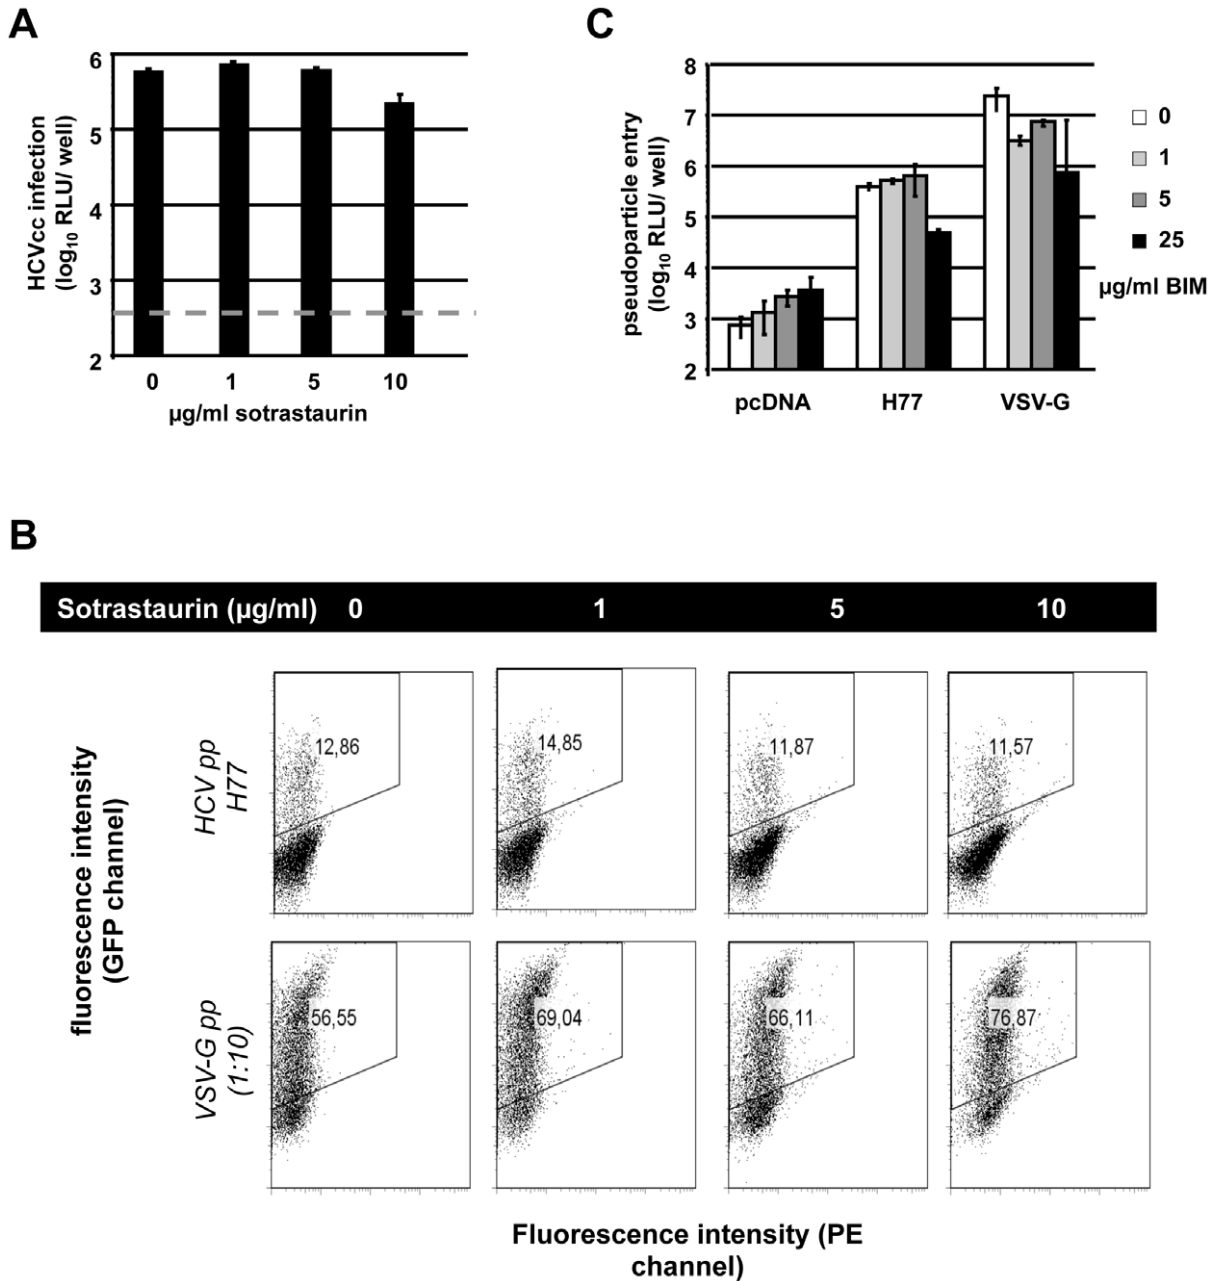 A
6
5
4
3
2
HCVcc infection
(log10 RLU/ well)
0 1 5 10
µg/ml sotrastaurin
C
8
7
6
5
4
3
2
pseudoparticle entry
(log10 RLU/ well)
pcDNA H77 VSV-G
0
1
5
25
µg/ml BIM
B
Sotrastaurin (µg/ml) 0 1 5 10
fluorescence intensity
(GFP channel)
HCV pp
H77
12,86 14,85 11,87 11,57
VSV-G pp
(1:10)
56,55 69,04 66,11 76,87
Fluorescence intensity (PE
channel)